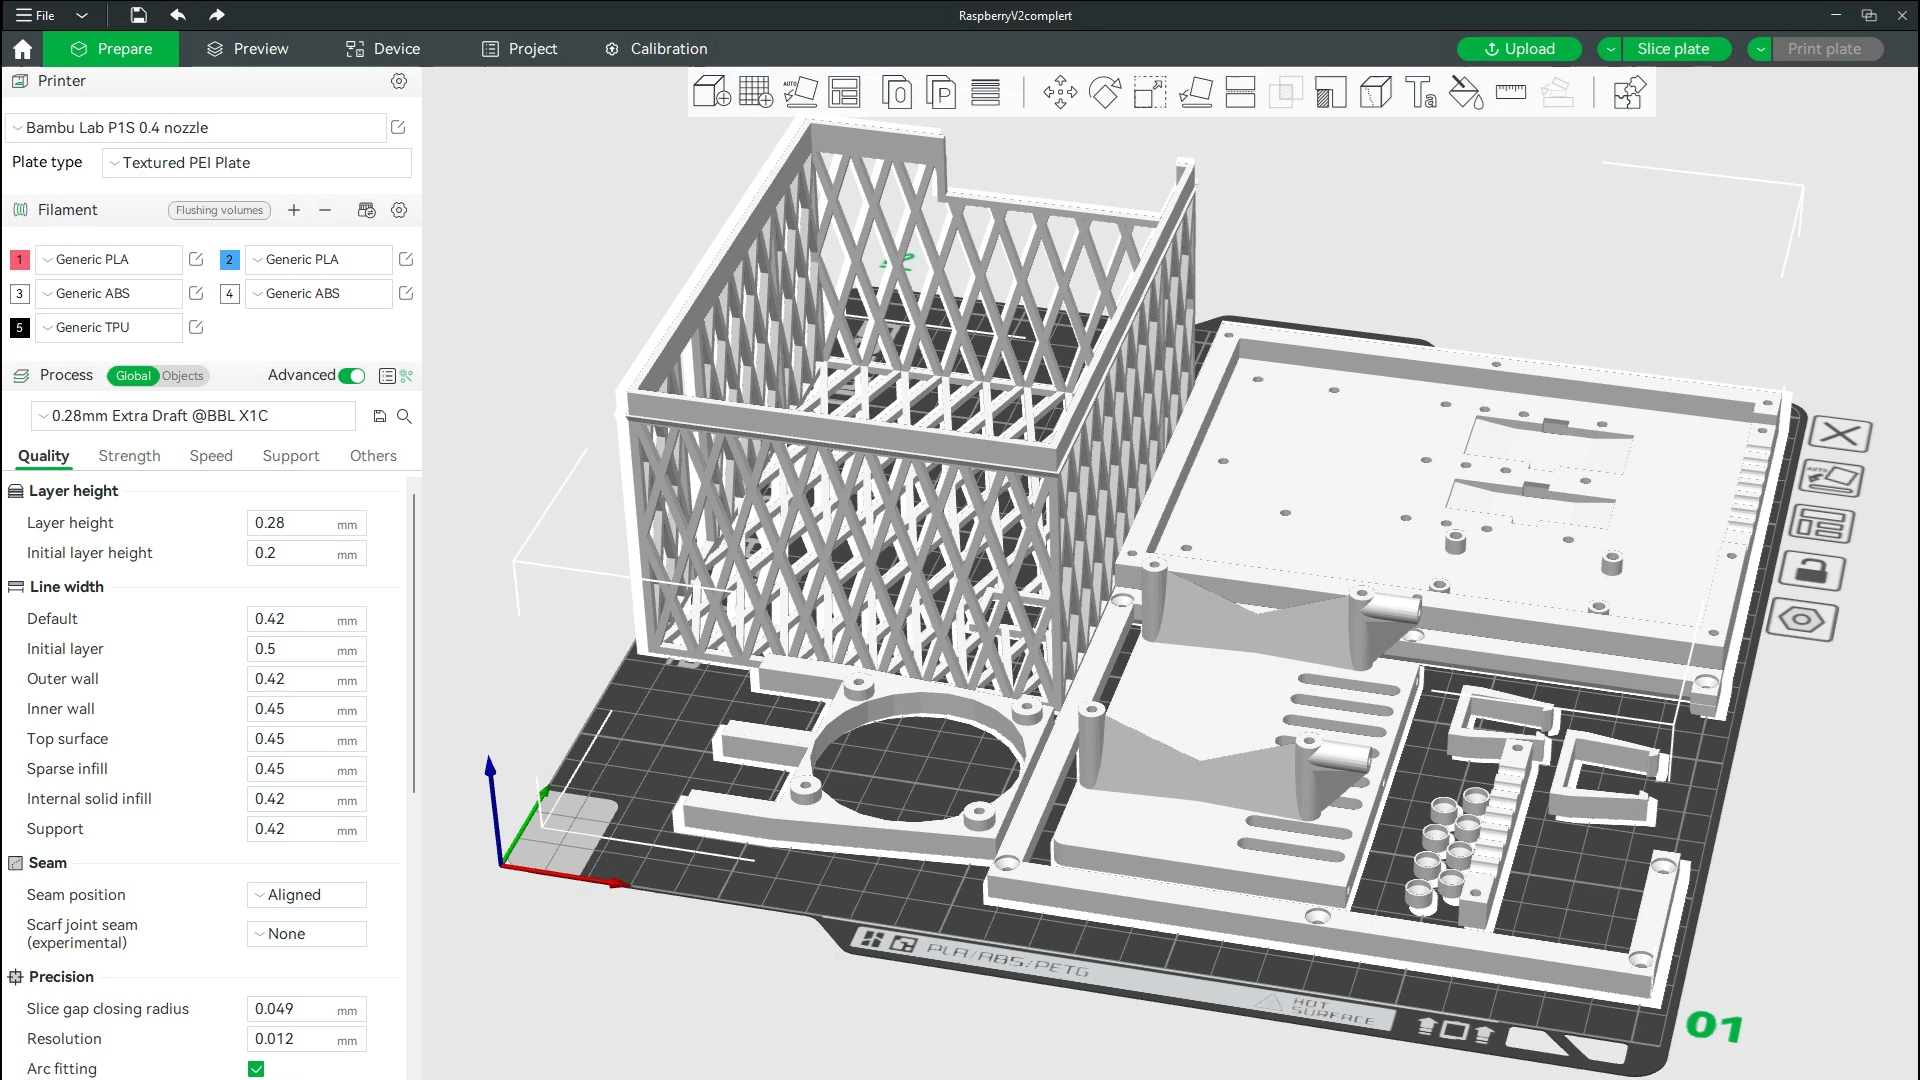 File
RaspberryV2complert
Prepare
Preview
Device
Project
Calibration
Upload
Slice plate
Print plate
Printer
Bambu Lab P1S 0.4 nozzle
Plate type
Textured PEI Plate
Filament
Flushing volumes
1 Generic PLA
2 Generic PLA
3 Generic ABS
4 Generic ABS
5 Generic TPU
Process
Global
Objects
Advanced
0.28mm Extra Draft @BBL X1C
Quality
Strength
Speed
Support
Others
Layer height
Layer height 0.28 mm
Initial layer height 0.2 mm
Line width
Default 0.42 mm
Initial layer 0.5 mm
Outer wall 0.42 mm
Inner wall 0.45 mm
Top surface 0.45 mm
Sparse infill 0.45 mm
Internal solid infill 0.42 mm
Support 0.42 mm
Seam
Seam position Aligned
Scarf joint seam
(experimental) None
Precision
Slice gap closing radius 0.049 mm
Resolution 0.012 mm
Arc fitting
AUTO
O
P
Ta
PLA/ABS/PETG
HOT
SURFACE
01